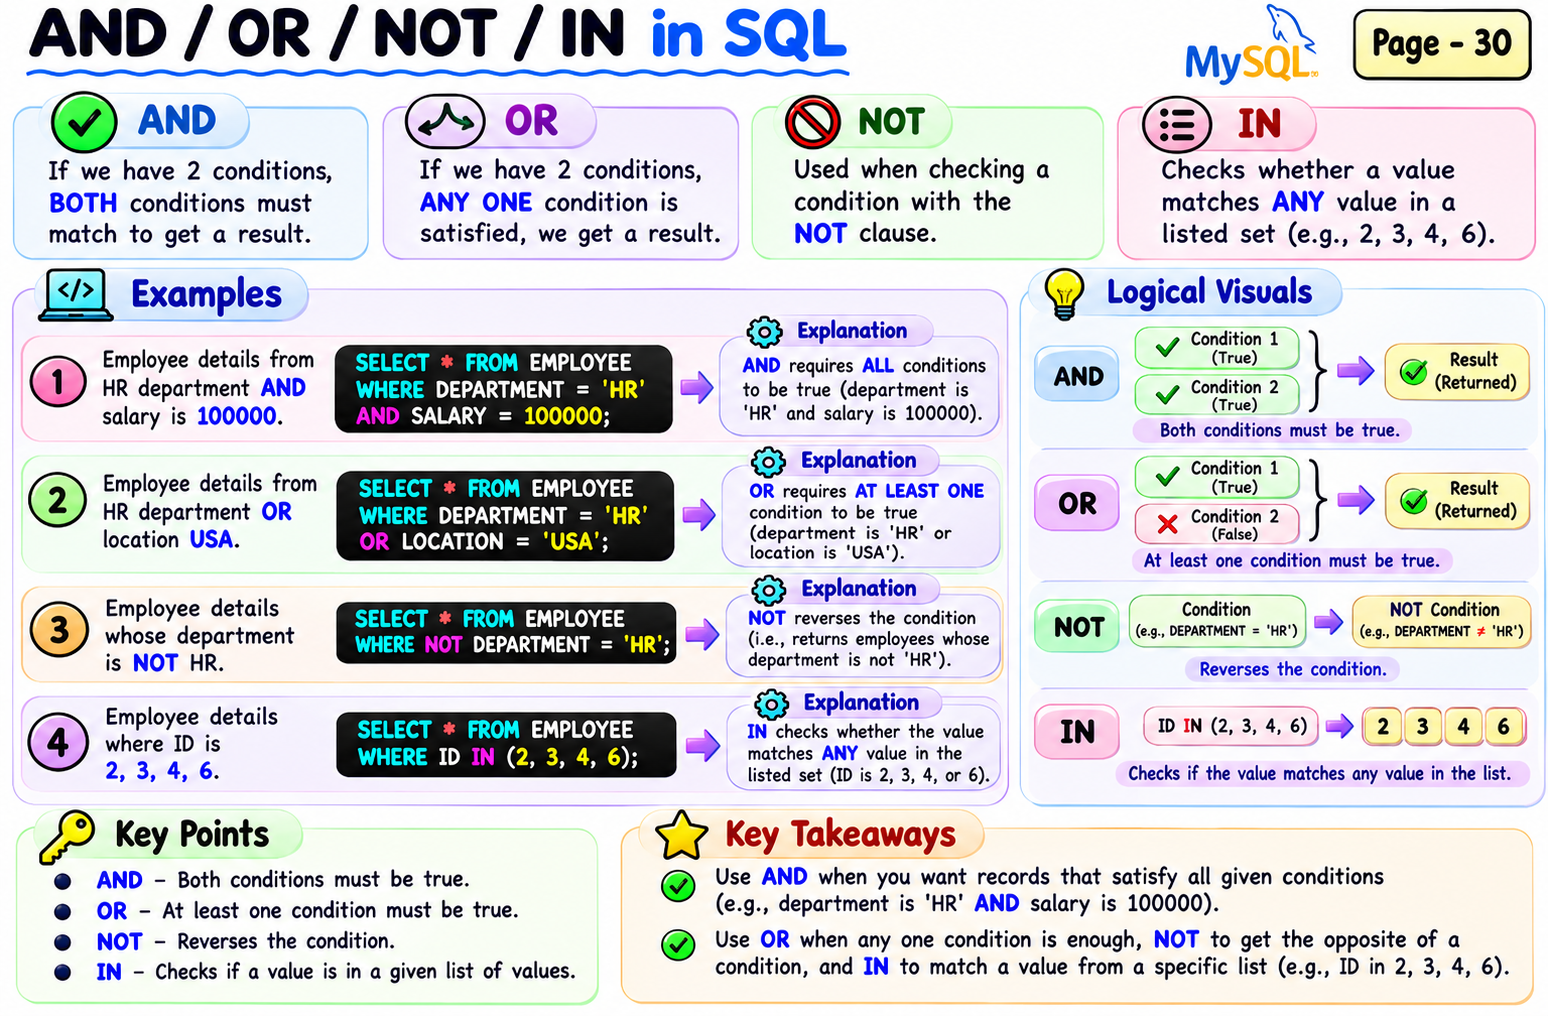 AND / OR / NOT / IN in SQL
MySQL
Page - 30
AND
If we have 2 conditions,
BOTH conditions must
match to get a result.
OR
If we have 2 conditions,
ANY ONE condition is
satisfied, we get a result.
NOT
Used when checking a
condition with the
NOT clause.
IN
Checks whether a value
matches ANY value in a
listed set (e.g., 2, 3, 4, 6).
</>
Examples
1
Employee details from
HR department AND
salary is 100000.
SELECT * FROM EMPLOYEE
WHERE DEPARTMENT = 'HR'
AND SALARY = 100000;
Explanation
AND requires ALL conditions
to be true (department is
'HR' and salary is 100000).
2
Employee details from
HR department OR
location USA.
SELECT * FROM EMPLOYEE
WHERE DEPARTMENT = 'HR'
OR LOCATION = 'USA';
Explanation
OR requires AT LEAST ONE
condition to be true
(department is 'HR' or
location is 'USA').
3
Employee details
whose department
is NOT HR.
SELECT * FROM EMPLOYEE
WHERE NOT DEPARTMENT = 'HR';
Explanation
NOT reverses the condition
(i.e., returns employees whose
department is not 'HR').
4
Employee details
where ID is
2, 3, 4, 6.
SELECT * FROM EMPLOYEE
WHERE ID IN (2, 3, 4, 6);
Explanation
IN checks whether the value
matches ANY value in the
listed set (ID is 2, 3, 4, or 6).
Logical Visuals
AND
Condition 1
(True)
Condition 2
(True)
Result
(Returned)
Both conditions must be true.
OR
Condition 1
(True)
Condition 2
(False)
Result
(Returned)
At least one condition must be true.
NOT
Condition
(e.g., DEPARTMENT = 'HR')
NOT Condition
(e.g., DEPARTMENT ≠ 'HR')
Reverses the condition.
IN
ID IN (2, 3, 4, 6)
2 3 4 6
Checks if the value matches any value in the list.
Key Points
AND – Both conditions must be true.
OR – At least one condition must be true.
NOT – Reverses the condition.
IN – Checks if a value is in a given list of values.
Key Takeaways
Use AND when you want records that satisfy all given conditions
(e.g., department is 'HR' AND salary is 100000).
Use OR when any one condition is enough, NOT to get the opposite of a
condition, and IN to match a value from a specific list (e.g., ID in 2, 3, 4, 6).